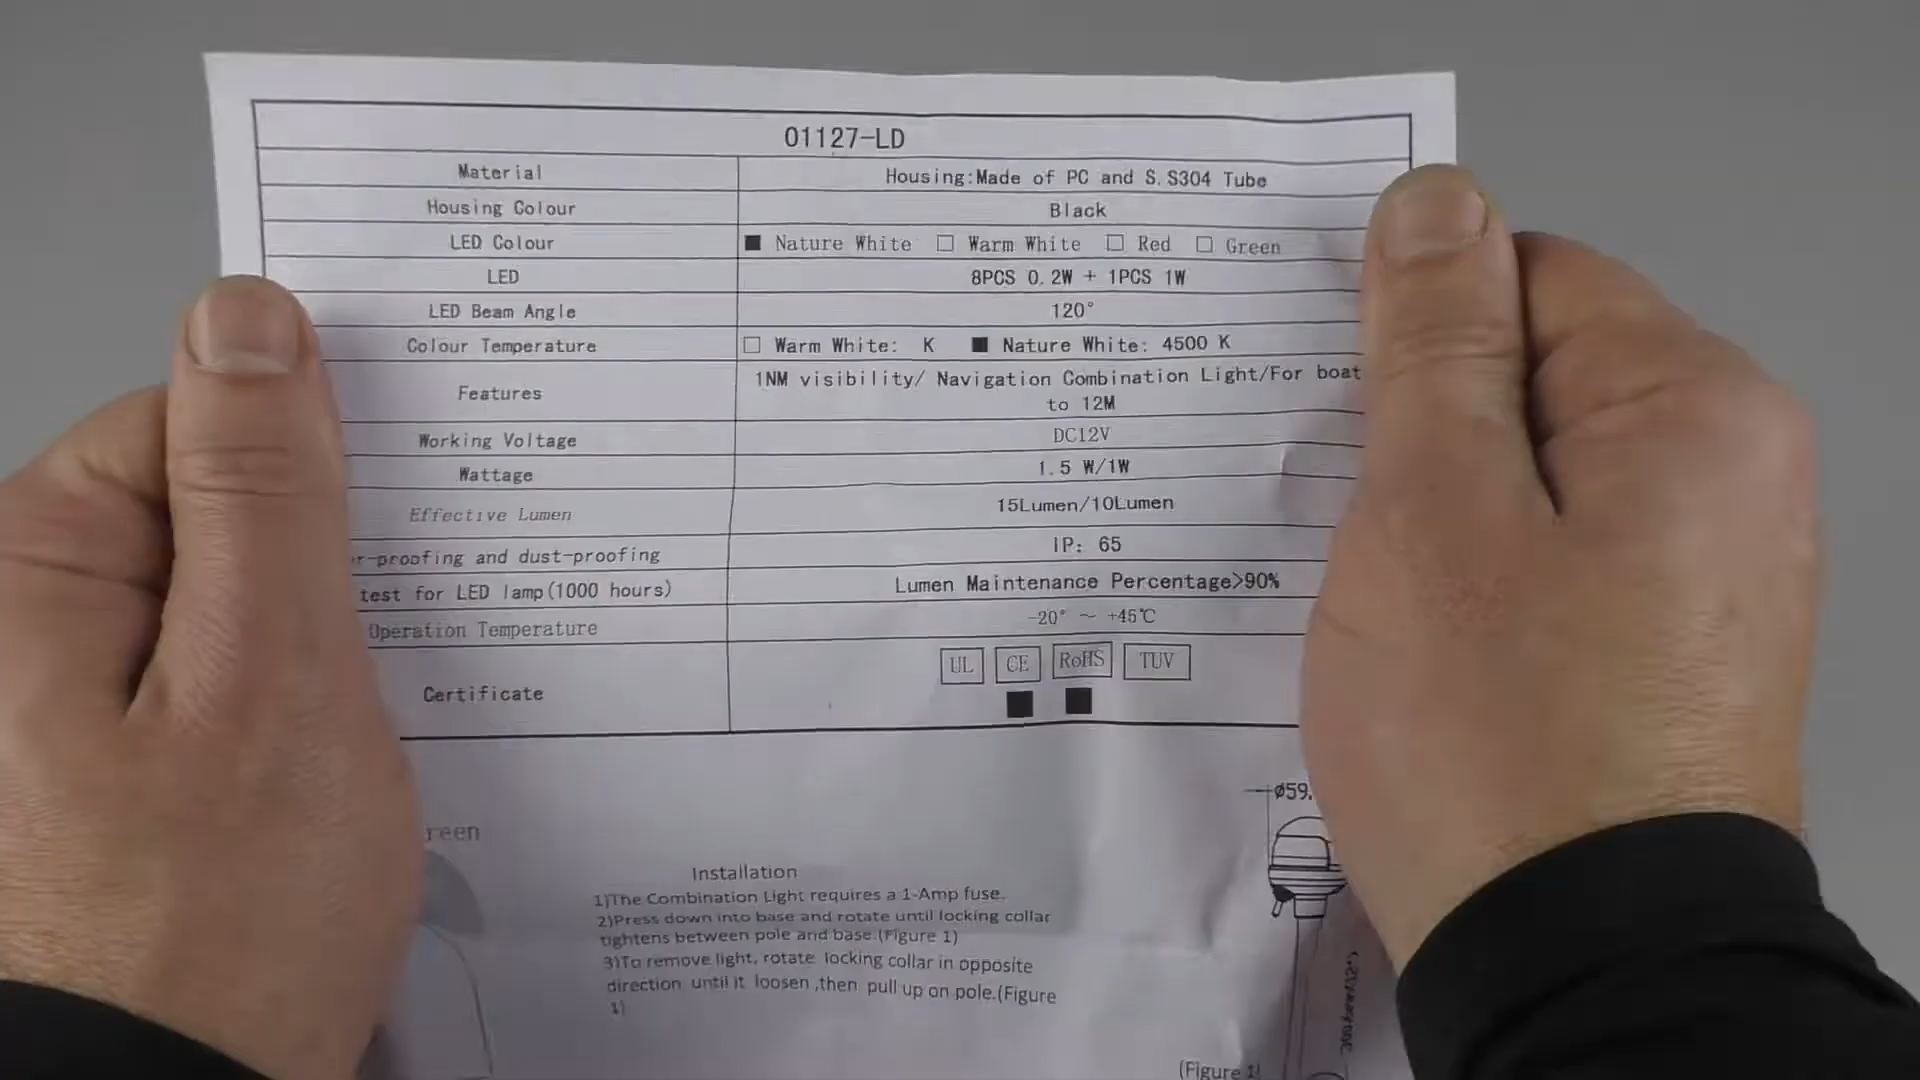 01127-LD
Material Housing:Made of PC and S.S304 Tube
Housing Colour Black
LED Colour ■ Nature White □ Warm White □ Red □ Green
LED 8PCS 0.2W + 1PCS 1W
LED Beam Angle 120°
Colour Temperature □ Warm White: K ■ Nature White: 4500 K
Features 1NM visibility/ Navigation Combination Light/For boat
to 12M
Working Voltage DC12V
Wattage 1.5 W/1W
Effective Lumen 15Lumen/10Lumen
r-proofing and dust-proofing IP: 65
test for LED lamp(1000 hours) Lumen Maintenance Percentage>90%
Operation Temperature -20° ~ +45℃
Certificate UL CE RoHS TUV
■ ■
ø59.
reen
Installation
1)The Combination Light requires a 1-Amp fuse.
2)Press down into base and rotate until locking collar
tightens between pole and base.(Figure 1)
3)To remove light, rotate locking collar in opposite
direction until it loosen ,then pull up on pole.(Figure
1)
(Figure 1)